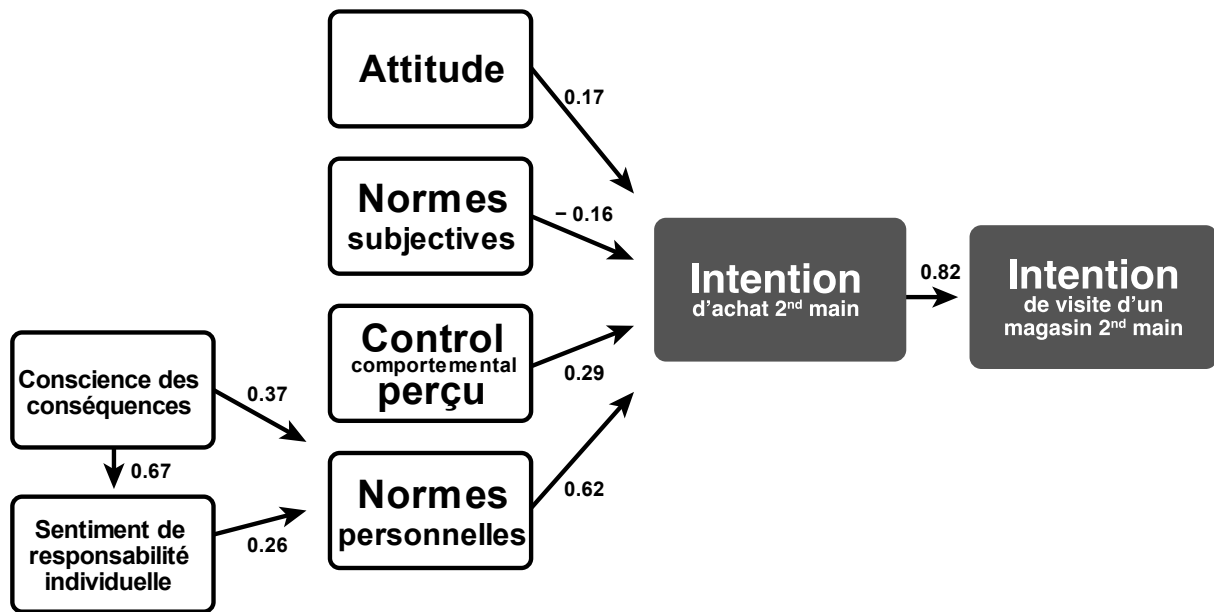 Attitude
0.17
Normes
subjectives
– 0.16
Control
comportemental
perçu
0.29
Normes
personnelles
0.62
Conscience des
conséquences
0.37
0.67
Sentiment de
responsabilité
individuelle
0.26
Intention
d’achat 2nd main
0.82
Intention
de visite d’un
magasin 2nd main